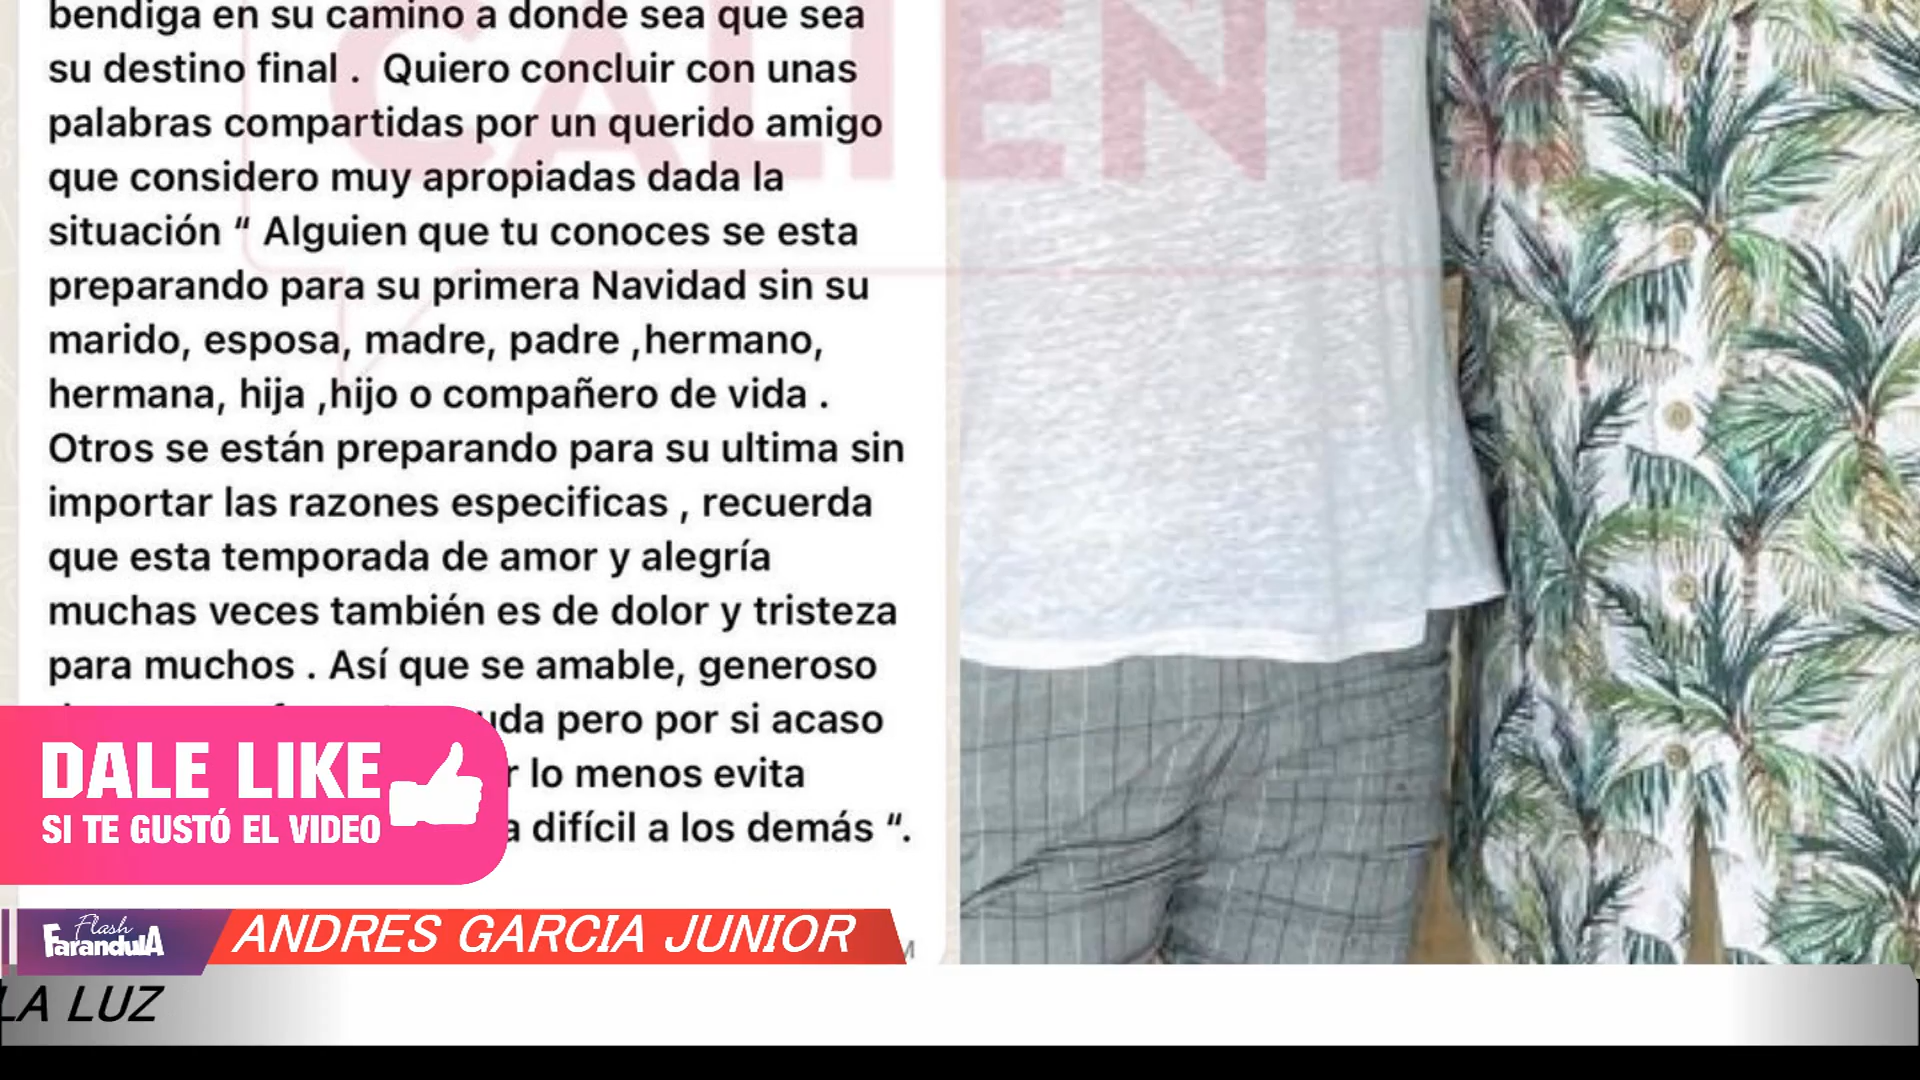 bendiga en su camino a donde sea que sea
su destino final . Quiero concluir con unas
palabras compartidas por un querido amigo
que considero muy apropiadas dada la
situación “ Alguien que tu conoces se esta
preparando para su primera Navidad sin su
marido, esposa, madre, padre ,hermano,
hermana, hija ,hijo o compañero de vida .
Otros se están preparando para su ultima sin
importar las razones especificas , recuerda
que esta temporada de amor y alegría
muchas veces también es de dolor y tristeza
para muchos . Así que se amable, generoso
uda pero por si acaso
r lo menos evita
a difícil a los demás “.
CALIENT
DALE LIKE
SI TE GUSTÓ EL VIDEO
Flash
FarandulA
ANDRES GARCIA JUNIOR
M
LA LUZ